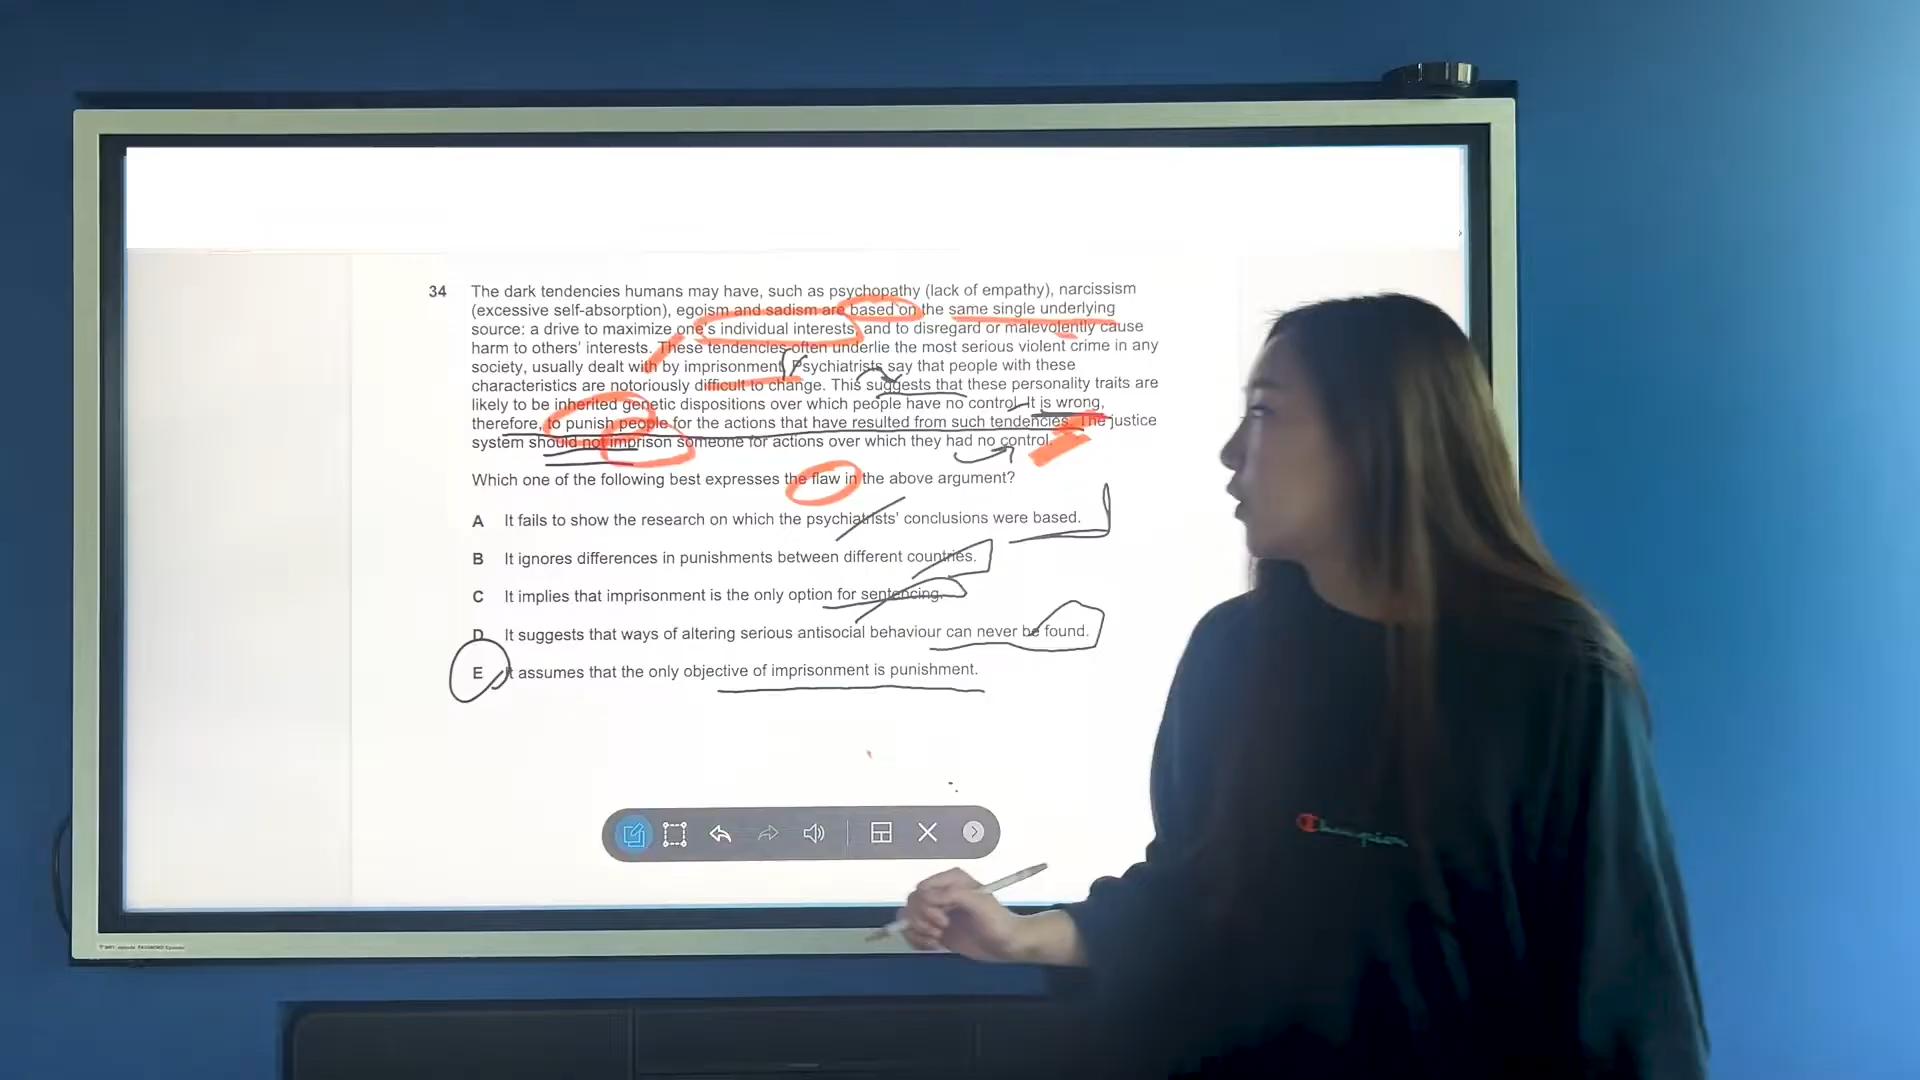 34 The dark tendencies humans may have, such as psychopathy (lack of empathy), narcissism
(excessive self-absorption), egoism and sadism are based on the same single underlying
source: a drive to maximize one's individual interests, and to disregard or malevolently cause
harm to others' interests. These tendencies often underlie the most serious violent crime in any
society, usually dealt with by imprisonment. Psychiatrists say that people with these
characteristics are notoriously difficult to change. This suggests that these personality traits are
likely to be inherited genetic dispositions over which people have no control. It is wrong,
therefore, to punish people for the actions that have resulted from such tendencies. The justice
system should not imprison someone for actions over which they had no control.
Which one of the following best expresses the flaw in the above argument?
A It fails to show the research on which the psychiatrists' conclusions were based.
B It ignores differences in punishments between different countries.
C It implies that imprisonment is the only option for sentencing.
D It suggests that ways of altering serious antisocial behaviour can never be found.
E It assumes that the only objective of imprisonment is punishment.
Champion